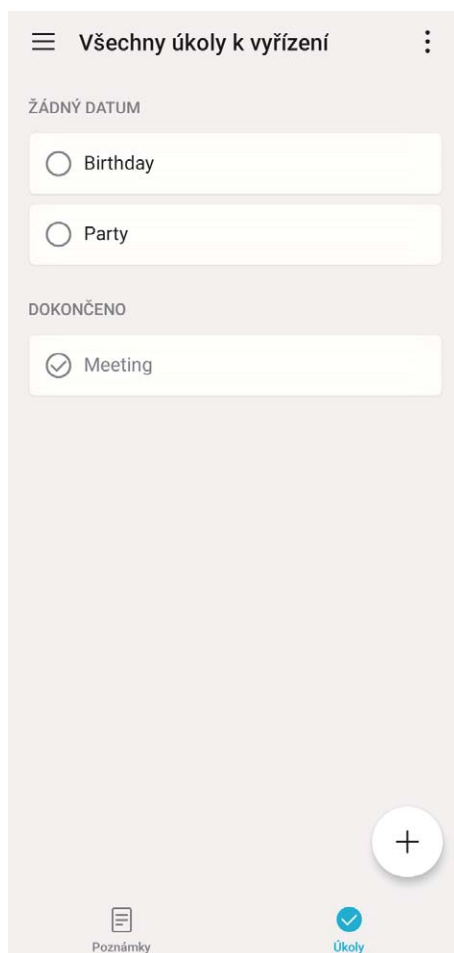 Všechny úkoly k vyřízení
ŽÁDNÝ DATUM
Birthday
Party
DOKONČENO
Meeting
Poznámky
Úkoly